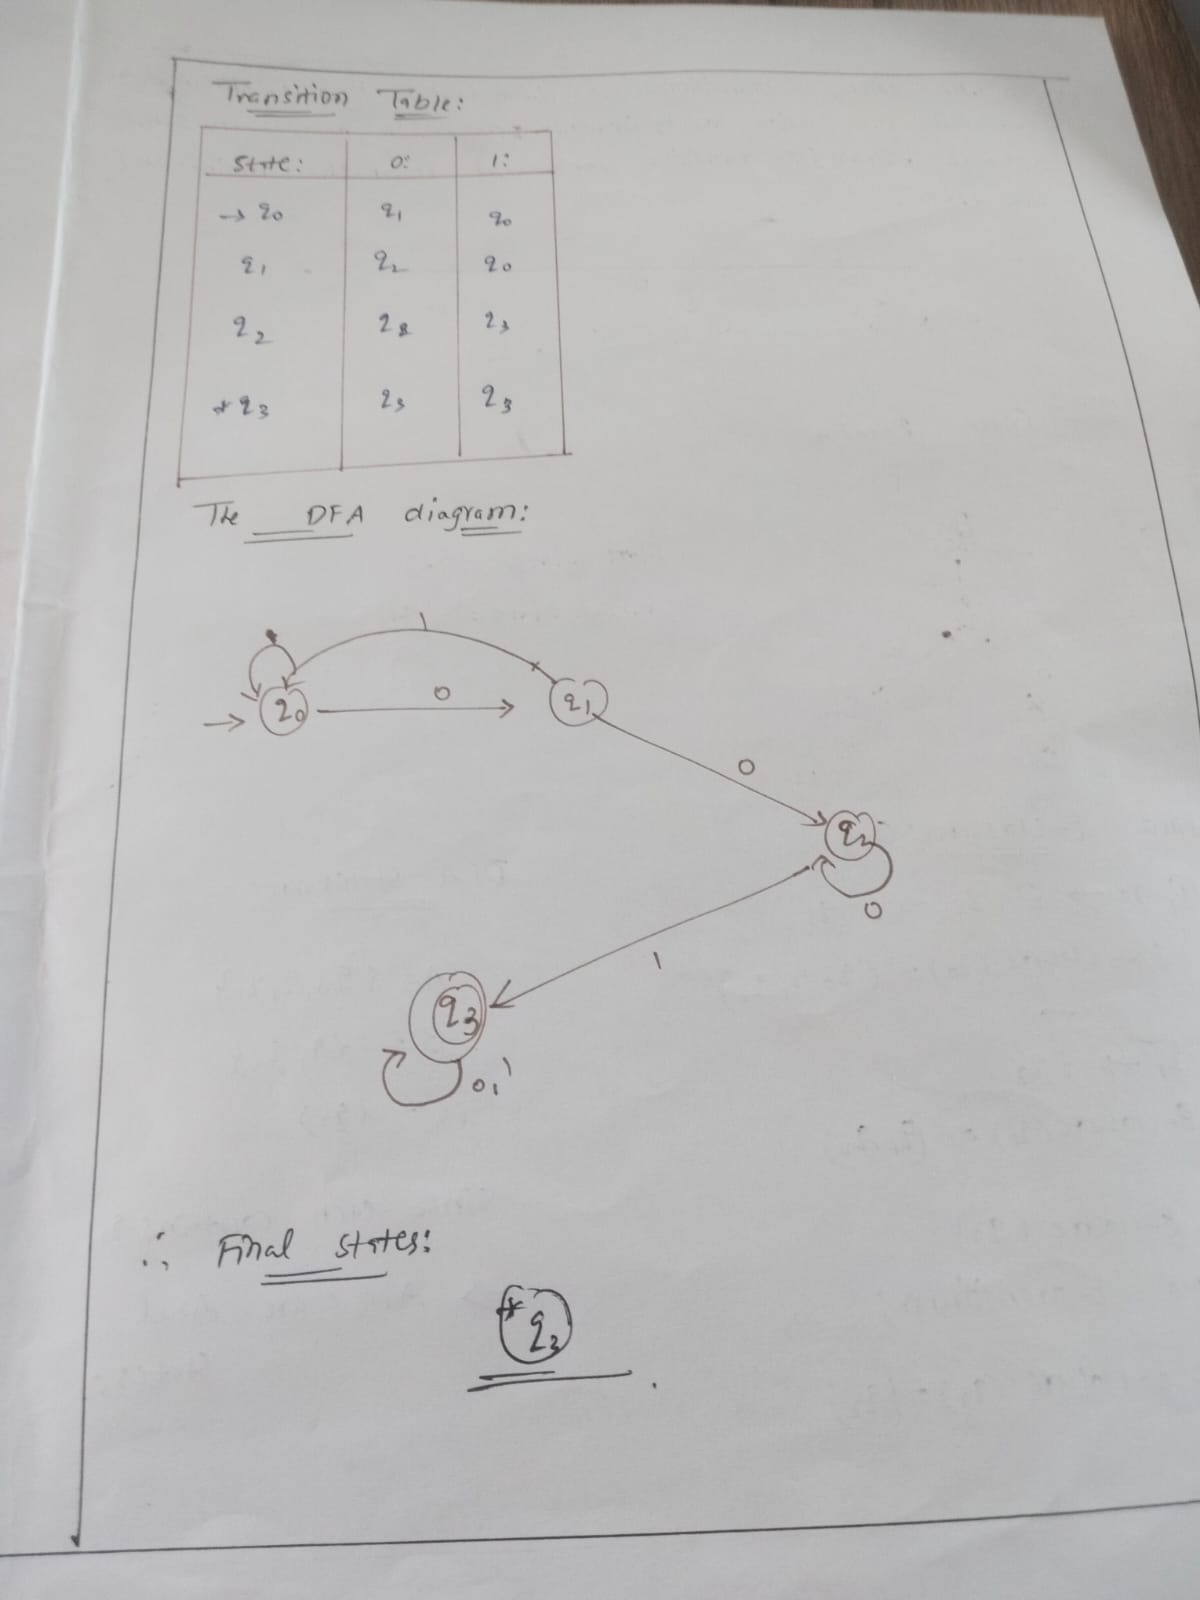 Transition Table:
State: 0: 1:
→ q0 q1 q0
q1 q2 q0
q2 q2 q3
* q3 q3 q3
The DFA diagram:
1
q0 0 q1
0
q2
0
1
q3
0,1
∴ Final states:
* q3